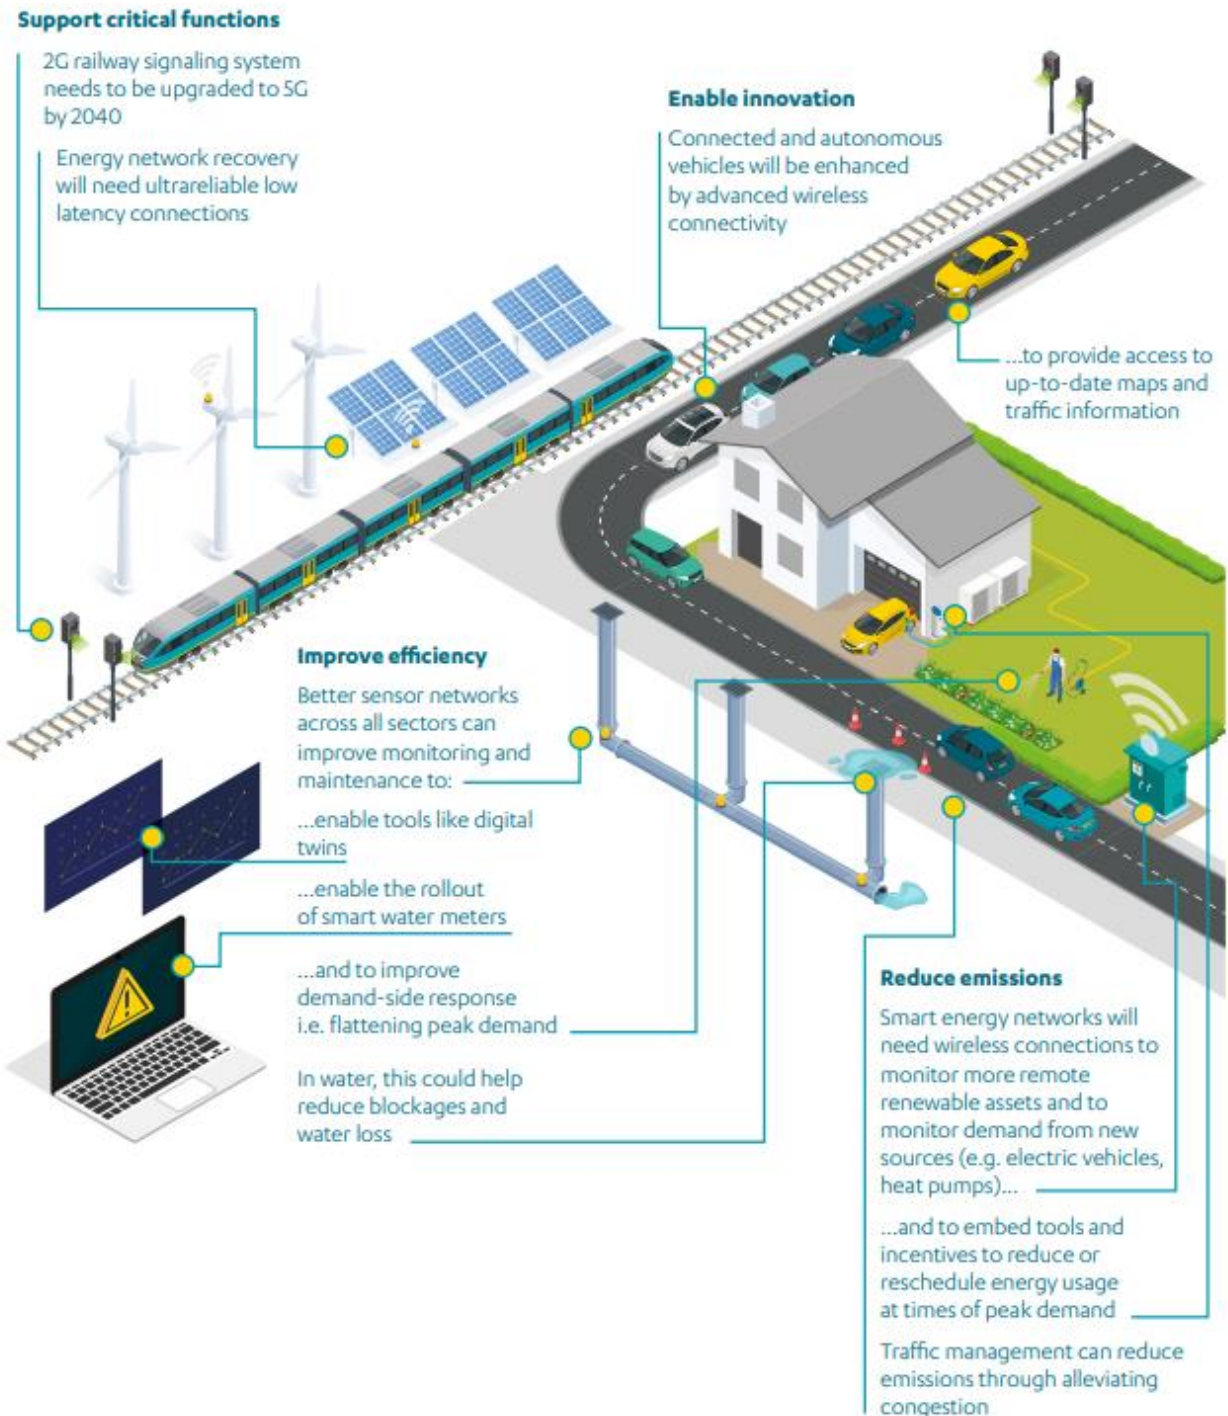 Support critical functions
2G railway signaling system
needs to be upgraded to 5G
by 2040
Energy network recovery
will need ultrareliable low
latency connections
Enable innovation
Connected and autonomous
vehicles will be enhanced
by advanced wireless
connectivity
...to provide access to
up-to-date maps and
traffic information
Improve efficiency
Better sensor networks
across all sectors can
improve monitoring and
maintenance to:
...enable tools like digital
twins
...enable the rollout
of smart water meters
...and to improve
demand-side response
i.e. flattening peak demand
In water, this could help
reduce blockages and
water loss
Reduce emissions
Smart energy networks will
need wireless connections to
monitor more remote
renewable assets and to
monitor demand from new
sources (e.g. electric vehicles,
heat pumps)...
...and to embed tools and
incentives to reduce or
reschedule energy usage
at times of peak demand
Traffic management can reduce
emissions through alleviating
congestion